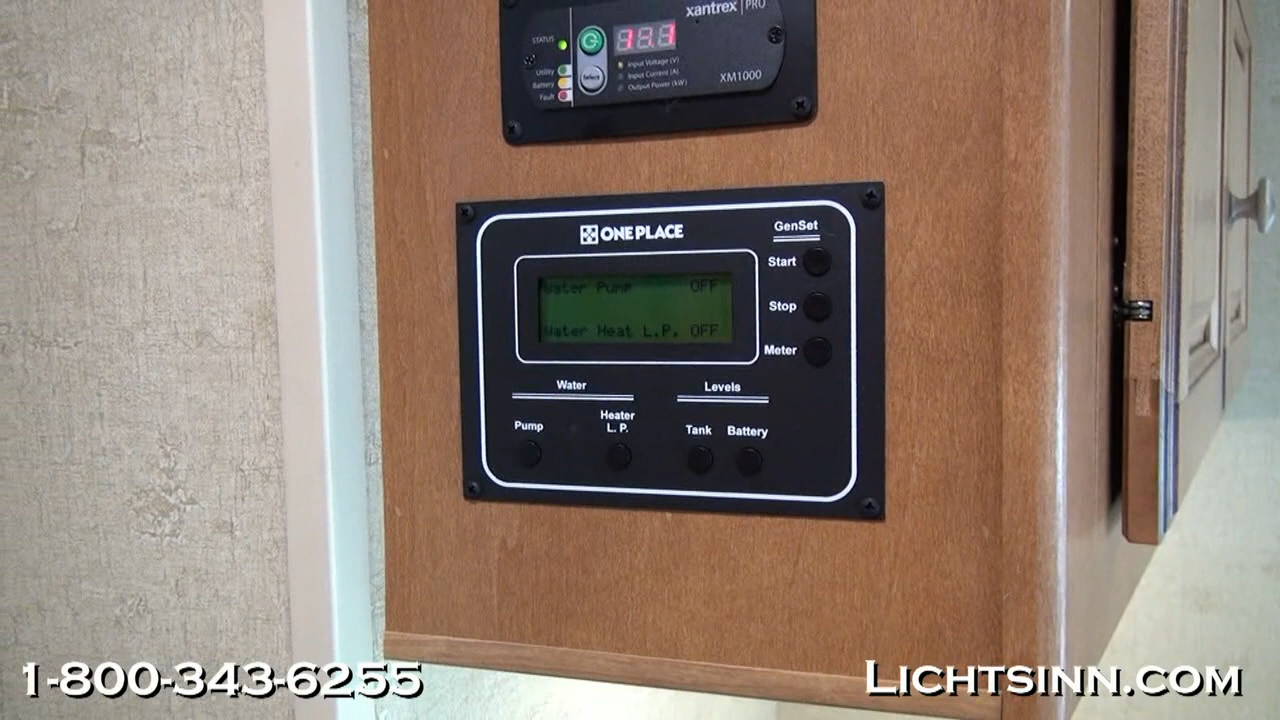 xantrex | PRO
STATUS
11.7
Utility
Battery
Fault
Select
Input Voltage (V)
Input Current (A)
Output Power (kW)
XM1000
ONE PLACE
GenSet
Start
Stop
Meter
Water Pump OFF
Water Heat L.P. OFF
Water
Levels
Pump
Heater
L. P.
Tank
Battery
1-800-343-6255
LICHTSINN.COM